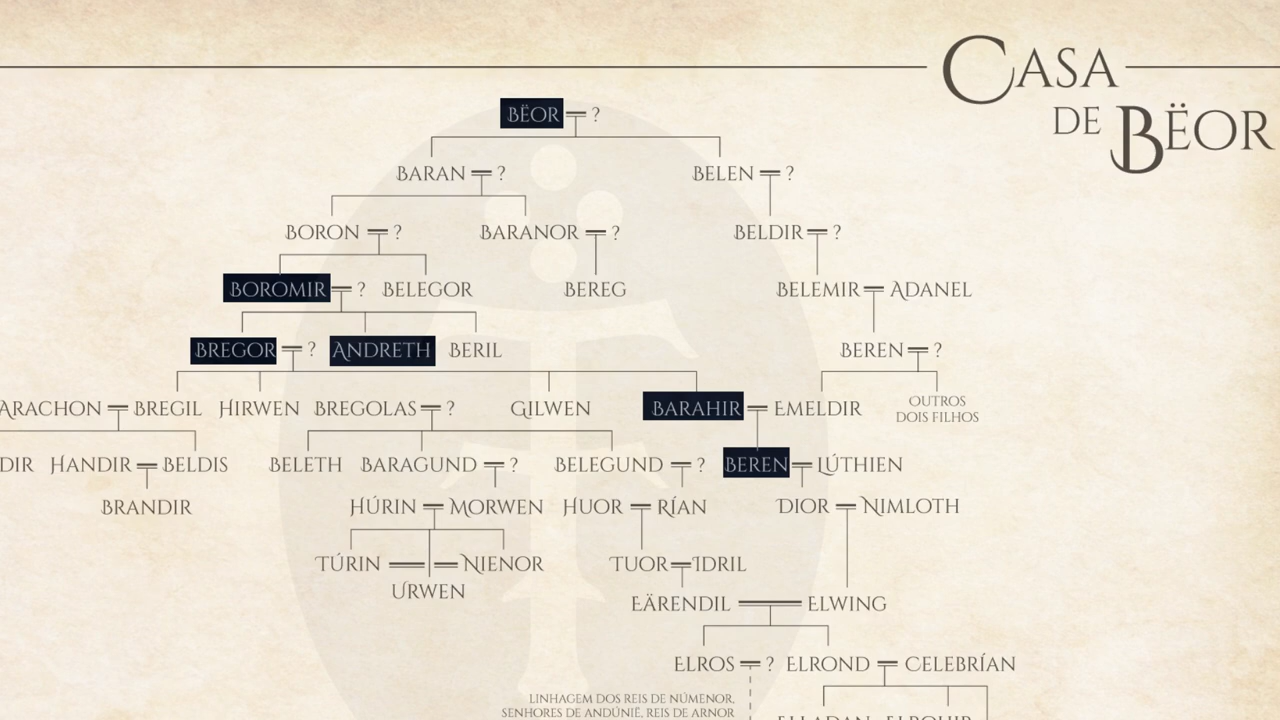 CASA
DE BËOR
BËOR ?
BARAN ? BELEN ?
BORON ? BARANOR ? BELDIR ?
BOROMIR ? BELEGOR BEREG BELEMIR ADANEL
BREGOR ? ANDRETH BERIL BEREN ?
ARACHON BREGIL HIRWEN BREGOLAS ? GILWEN BARAHIR EMELDIR OUTROS
DOIS FILHOS
DIR HANDIR BELDIS BELETH BARAGUND ? BELEGUND ? BEREN LÚTHIEN
BRANDIR HÚRIN MORWEN HUOR RÍAN DIOR NIMLOTH
TÚRIN NIENOR TUOR IDRIL
URWEN
EÄRENDIL ELWING
ELROS ? ELROND CELEBRÍAN
LINHAGEM DOS REIS DE NÚMENOR,
SENHORES DE ANDÚNIË, REIS DE ARNOR
ELLADAN ELROHIR